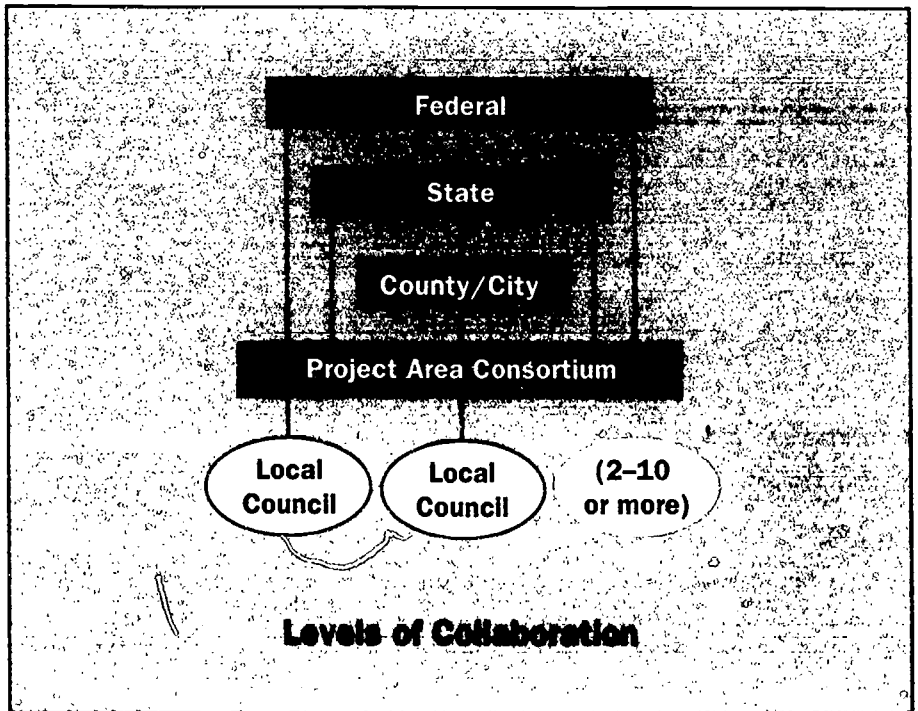 Federal
State
County/City
Project Area Consortium
Local
Council
Local
Council
(2–10
or more)
Levels of Collaboration